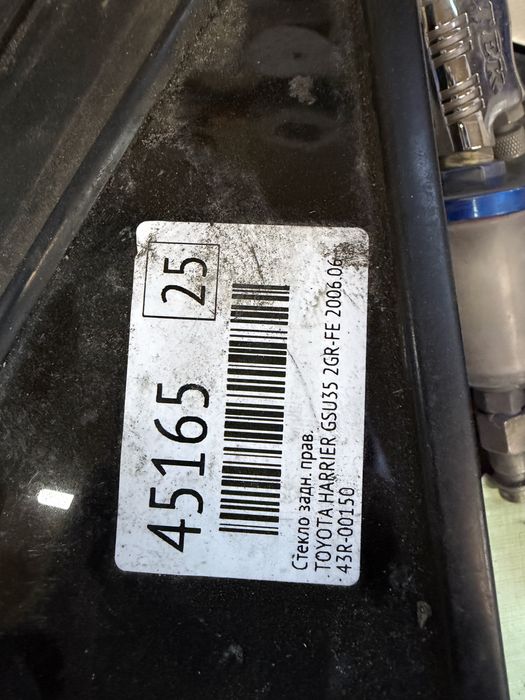 45165 25
Стекло задн. прав.
TOYOTA HARRIER GSU35 2GR-FE 2006.06
43R-00150